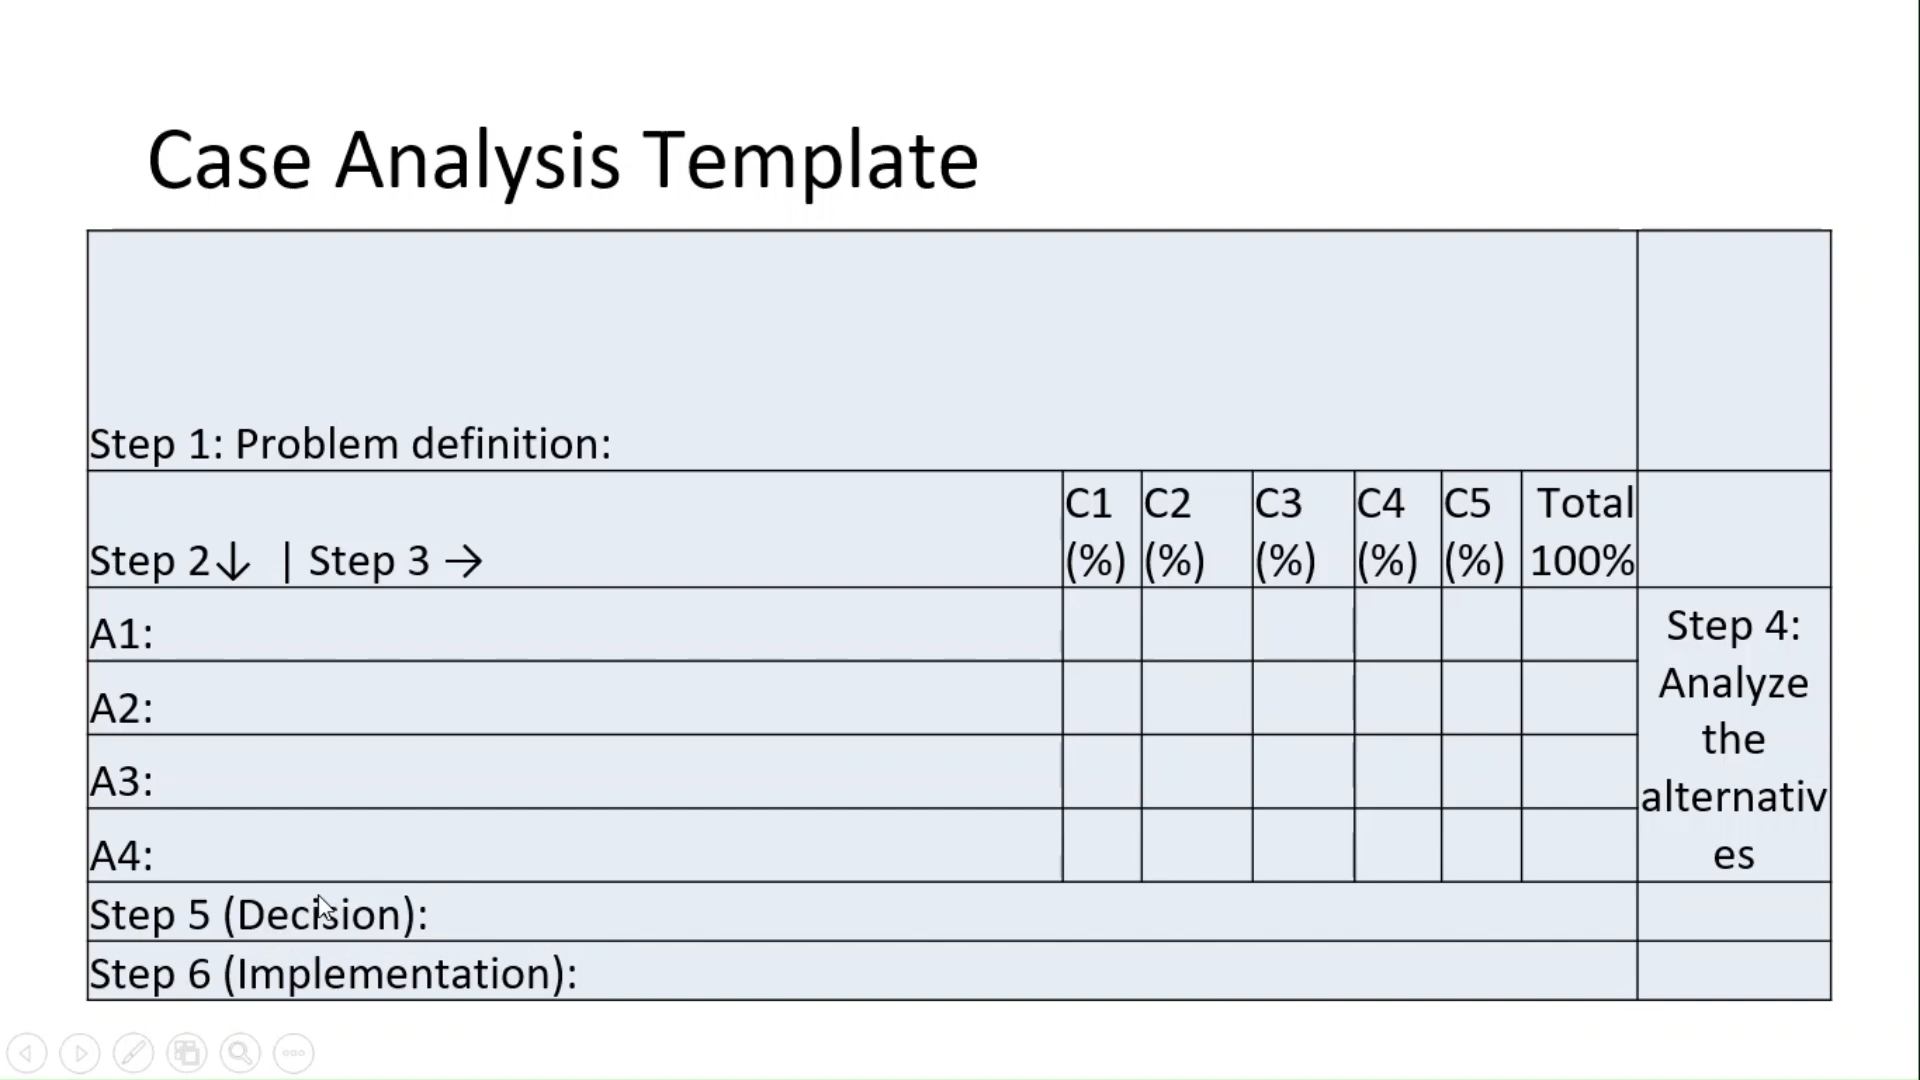 Case Analysis Template
Step 1: Problem definition:
Step 2↓ | Step 3 →
C1 (%)
C2 (%)
C3 (%)
C4 (%)
C5 (%)
Total 100%
A1:
A2:
A3:
A4:
Step 4:
Analyze
the
alternativ
es
Step 5 (Decision):
Step 6 (Implementation):